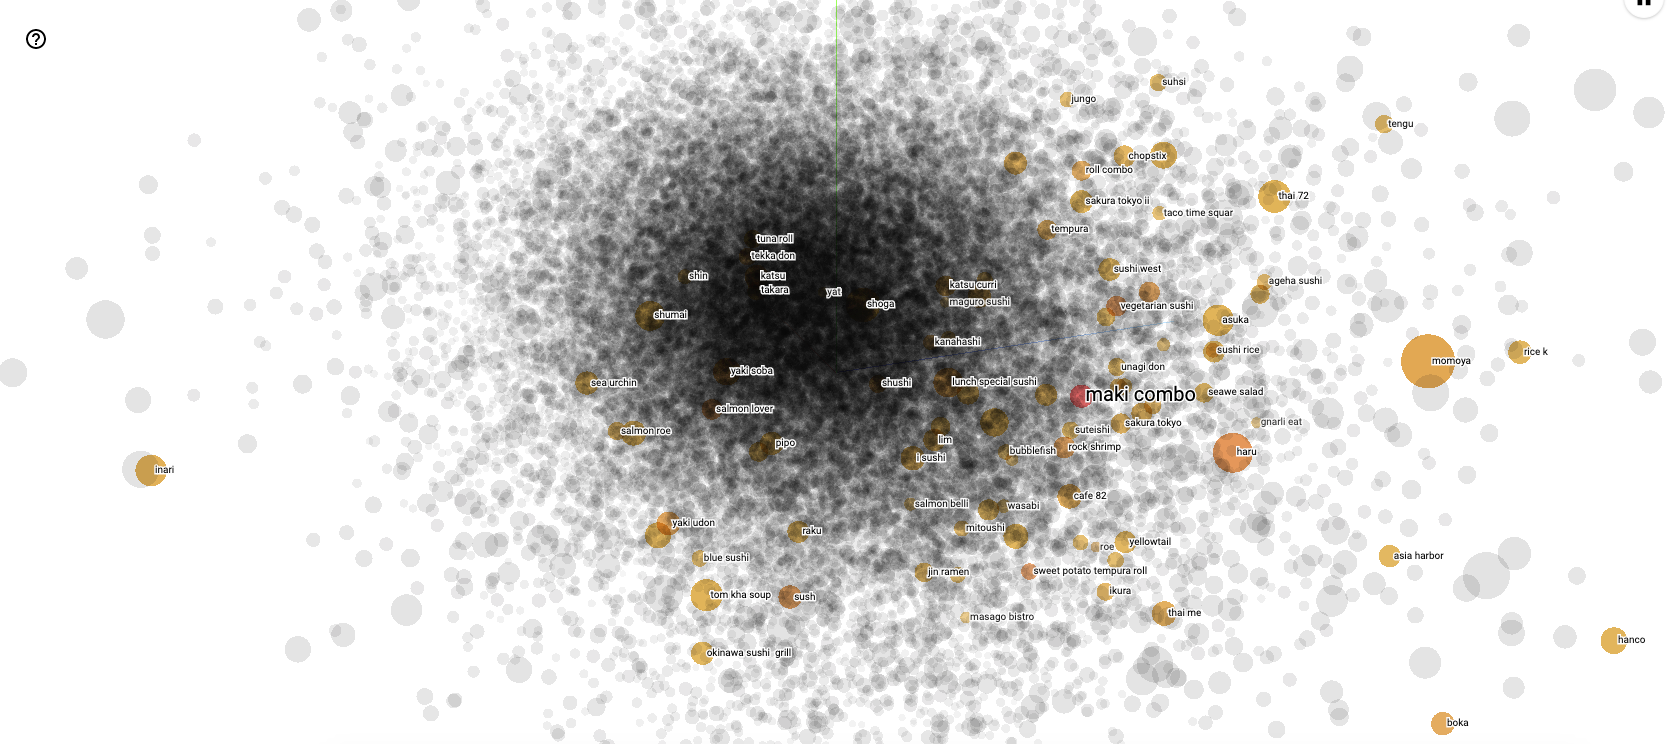 suhsi
jungo
tengu
chopstix
roll combo
thai 72
sakura tokyo ii
taco time squar
tempura
tuna roll
tekka don
sushi west
shin
katsu
ageha sushi
katsu curri
takara
yat
maguro sushi
shoga
vegetarian sushi
shumai
asuka
kanahashi
sushi rice
rice k
momoya
unagi don
yaki soba
sea urchin
shushi
lunch special sushi
seawe salad
maki combo
salmon lover
gnarli eat
sakura tokyo
salmon roe
suteishi
lim
pipo
rock shrimp
bubblefish
haru
i sushi
inari
cafe 82
salmon belli
wasabi
yaki udon
mitoushi
raku
yellowtail
roe
asia harbor
blue sushi
jin ramen
sweet potato tempura roll
ikura
tom kha soup
sush
thai me
masago bistro
hanco
okinawa sushi grill
boka